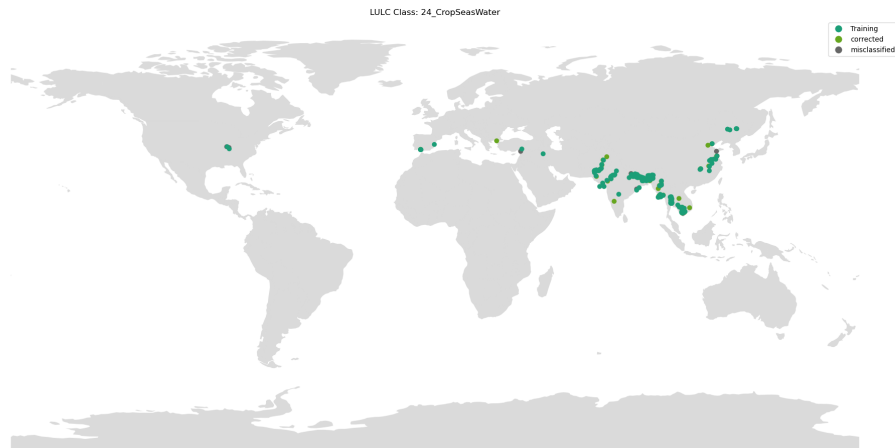 LULC Class: 24_CropSeasWater
Training
corrected
misclassified